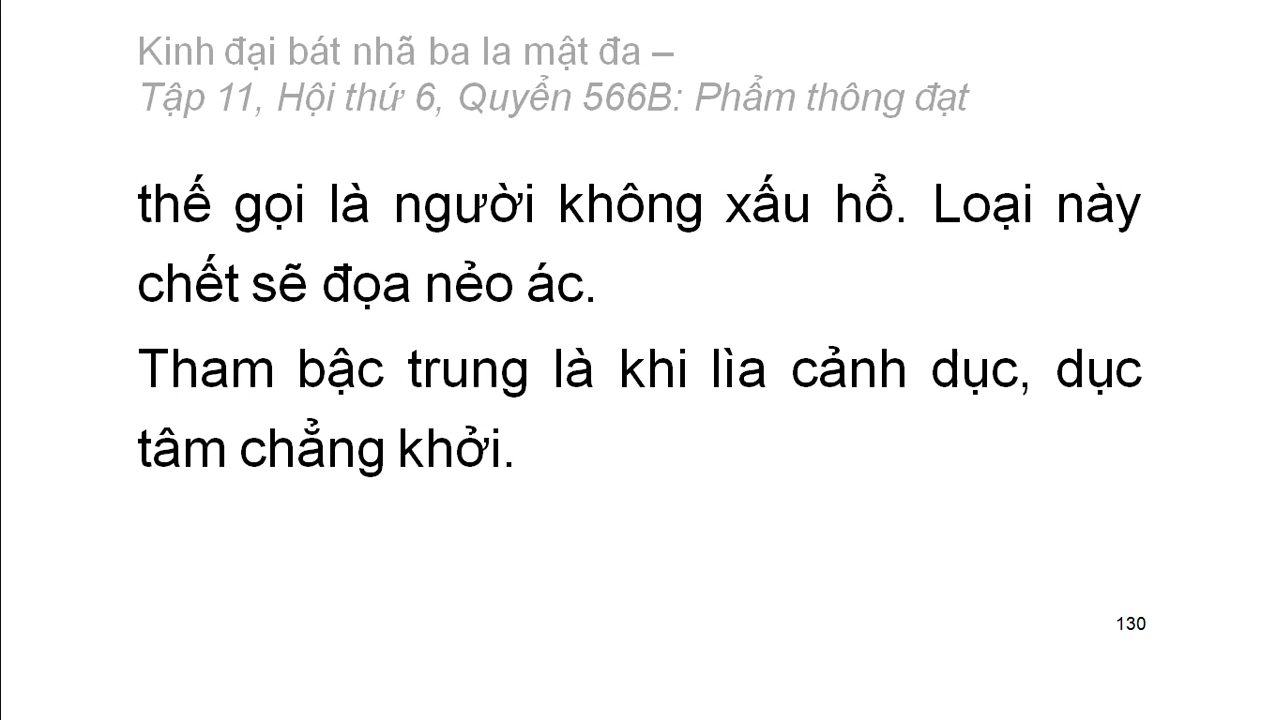 Kinh đại bát nhã ba la mật đa –
Tập 11, Hội thứ 6, Quyển 566B: Phẩm thông đạt
thế gọi là người không xấu hổ. Loại này
chết sẽ đọa nẻo ác.
Tham bậc trung là khi lìa cảnh dục, dục
tâm chẳng khởi.
130